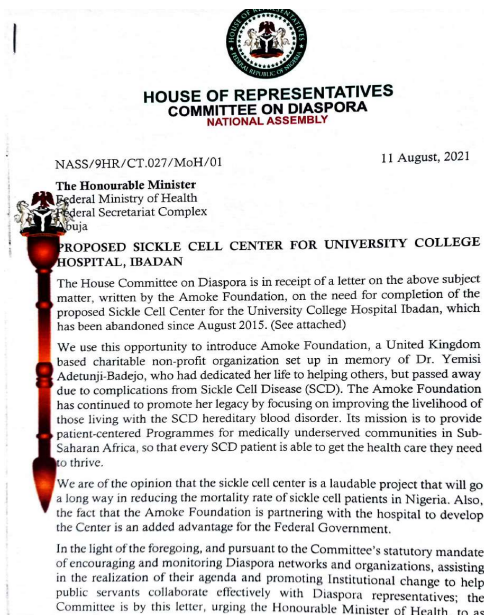 HOUSE OF REPRESENTATIVES
FEDERAL REPUBLIC OF NIGERIA
HOUSE OF REPRESENTATIVES
COMMITTEE ON DIASPORA
NATIONAL ASSEMBLY
NASS/9HR/CT.027/MoH/01
11 August, 2021
The Honourable Minister
Federal Ministry of Health
Federal Secretariat Complex
Abuja
PROPOSED SICKLE CELL CENTER FOR UNIVERSITY COLLEGE
HOSPITAL, IBADAN
The House Committee on Diaspora is in receipt of a letter on the above subject
matter, written by the Amoke Foundation, on the need for completion of the
proposed Sickle Cell Center for the University College Hospital Ibadan, which
has been abandoned since August 2015. (See attached)
We use this opportunity to introduce Amoke Foundation, a United Kingdom
based charitable non-profit organization set up in memory of Dr. Yemisi
Adetunji-Badejo, who had dedicated her life to helping others, but passed away
due to complications from Sickle Cell Disease (SCD). The Amoke Foundation
has continued to promote her legacy by focusing on improving the livelihood of
those living with the SCD hereditary blood disorder. Its mission is to provide
patient-centered Programmes for medically underserved communities in Sub-
Saharan Africa, so that every SCD patient is able to get the health care they need
to thrive.
We are of the opinion that the sickle cell center is a laudable project that will go
a long way in reducing the mortality rate of sickle cell patients in Nigeria. Also,
the fact that the Amoke Foundation is partnering with the hospital to develop
the Center is an added advantage for the Federal Government.
In the light of the foregoing, and pursuant to the Committee's statutory mandate
of encouraging and monitoring Diaspora networks and organizations, assisting
in the realization of their agenda and promoting Institutional change to help
public servants collaborate effectively with Diaspora representatives; the
Committee is by this letter, urging the Honourable Minister of Health, to as